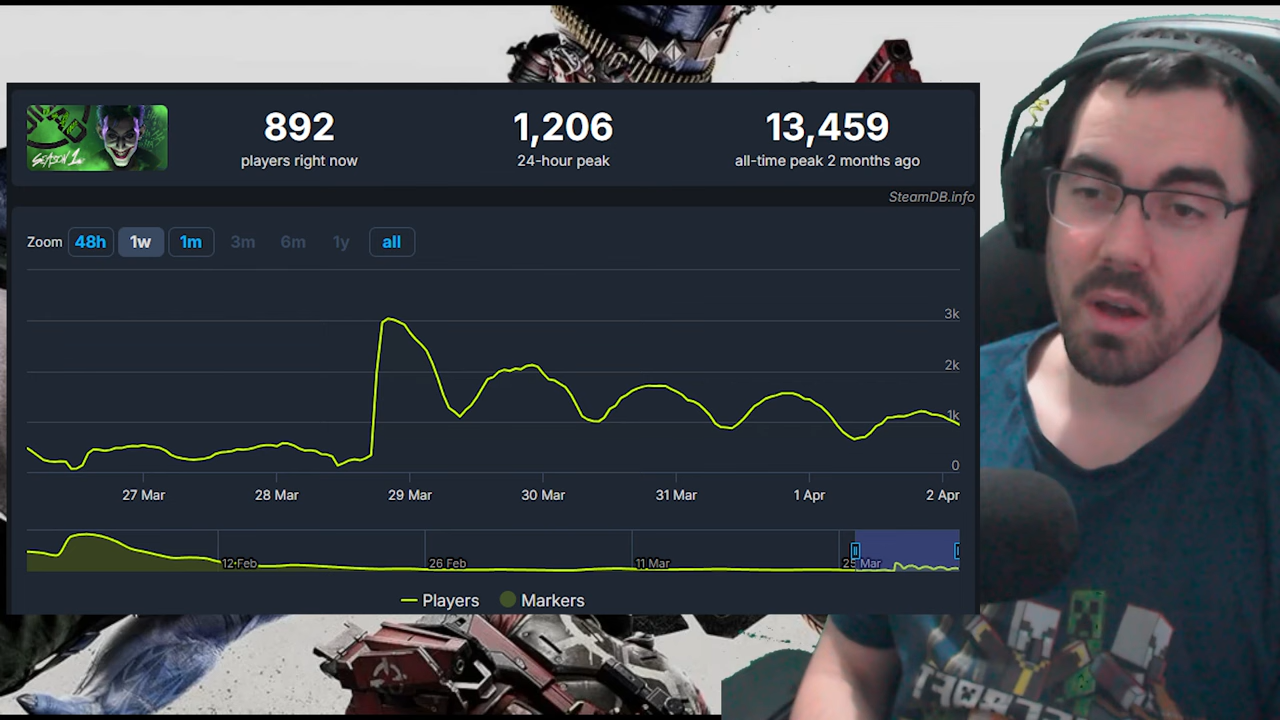 SQUAD
SEASON 1
892
players right now
1,206
24-hour peak
13,459
all-time peak 2 months ago
SteamDB.info
Zoom
48h
1w
1m
3m
6m
1y
all
3k
2k
1k
0
27 Mar
28 Mar
29 Mar
30 Mar
31 Mar
1 Apr
2 Apr
12 Feb
26 Feb
11 Mar
25 Mar
Players
Markers